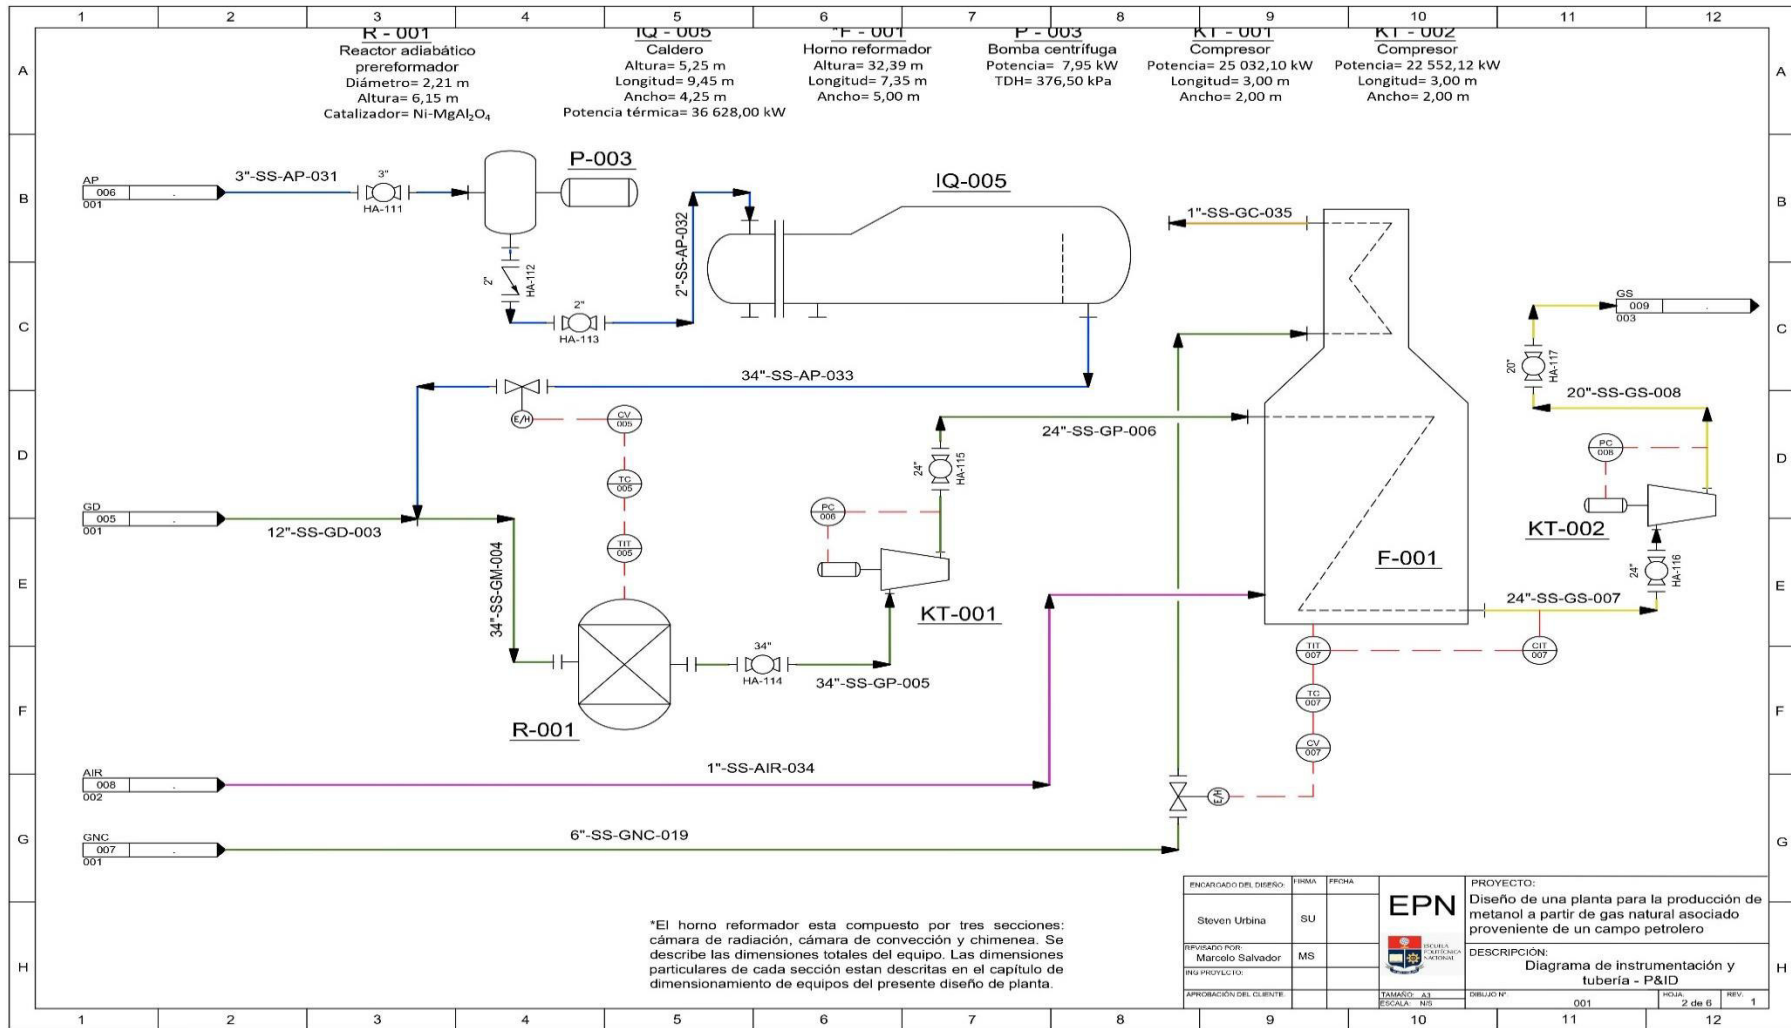 1 2 3 4 5 6 7 8 9 10 11 12
A
B
C
D
E
F
G
H
A
B
C
D
E
F
G
H
R - 001
Reactor adiabático
prereformador
Diámetro= 2,21 m
Altura= 6,15 m
Catalizador= Ni-MgAl₂O₄
IQ - 005
Caldero
Altura= 5,25 m
Longitud= 9,45 m
Ancho= 4,25 m
Potencia térmica= 36 628,00 kW
*F - 001
Horno reformador
Altura= 32,39 m
Longitud= 7,35 m
Ancho= 5,00 m
P - 003
Bomba centrífuga
Potencia= 7,95 kW
TDH= 376,50 kPa
KT - 001
Compresor
Potencia= 25 032,10 kW
Longitud= 3,00 m
Ancho= 2,00 m
KT - 002
Compresor
Potencia= 22 552,12 kW
Longitud= 3,00 m
Ancho= 2,00 m
AP
006 .
001
3"-SS-AP-031
3"
HA-111
P-003
2"
HA-112
2"
HA-113
2"-SS-AP-032
IQ-005
1"-SS-GC-035
GS
009 .
003
20"
HA-117
20"-SS-GS-008
34"-SS-AP-033
E/H
CV
005
TC
005
TIT
005
24"-SS-GP-006
24"
HA-115
PC
006
PC
008
KT-002
GD
005 .
001
12"-SS-GD-003
34"-SS-GM-004
KT-001
F-001
24"
HA-116
24"-SS-GS-007
34"
HA-114
34"-SS-GP-005
R-001
TIT
007
CIT
007
TC
007
CV
007
E/H
AIR
008 .
002
1"-SS-AIR-034
GNC
007 .
001
6"-SS-GNC-019
*El horno reformador esta compuesto por tres secciones:
cámara de radiación, cámara de convección y chimenea. Se
describe las dimensiones totales del equipo. Las dimensiones
particulares de cada sección estan descritas en el capítulo de
dimensionamiento de equipos del presente diseño de planta.
ENCARGADO DEL DISEÑO: FIRMA FECHA
Steven Urbina SU
REVISADO POR:
Marcelo Salvador MS
ING PROYECTO:
APROBACIÓN DEL CLIENTE:
EPN
ESCUELA
POLITÉCNICA
NACIONAL
TAMAÑO: A3
ESCALA: N/S
PROYECTO:
Diseño de una planta para la producción de
metanol a partir de gas natural asociado
proveniente de un campo petrolero
DESCRIPCIÓN:
Diagrama de instrumentación y
tubería - P&ID
DIBUJO Nº. 001
HOJA. 2 de 6
REV. 1
1 2 3 4 5 6 7 8 9 10 11 12